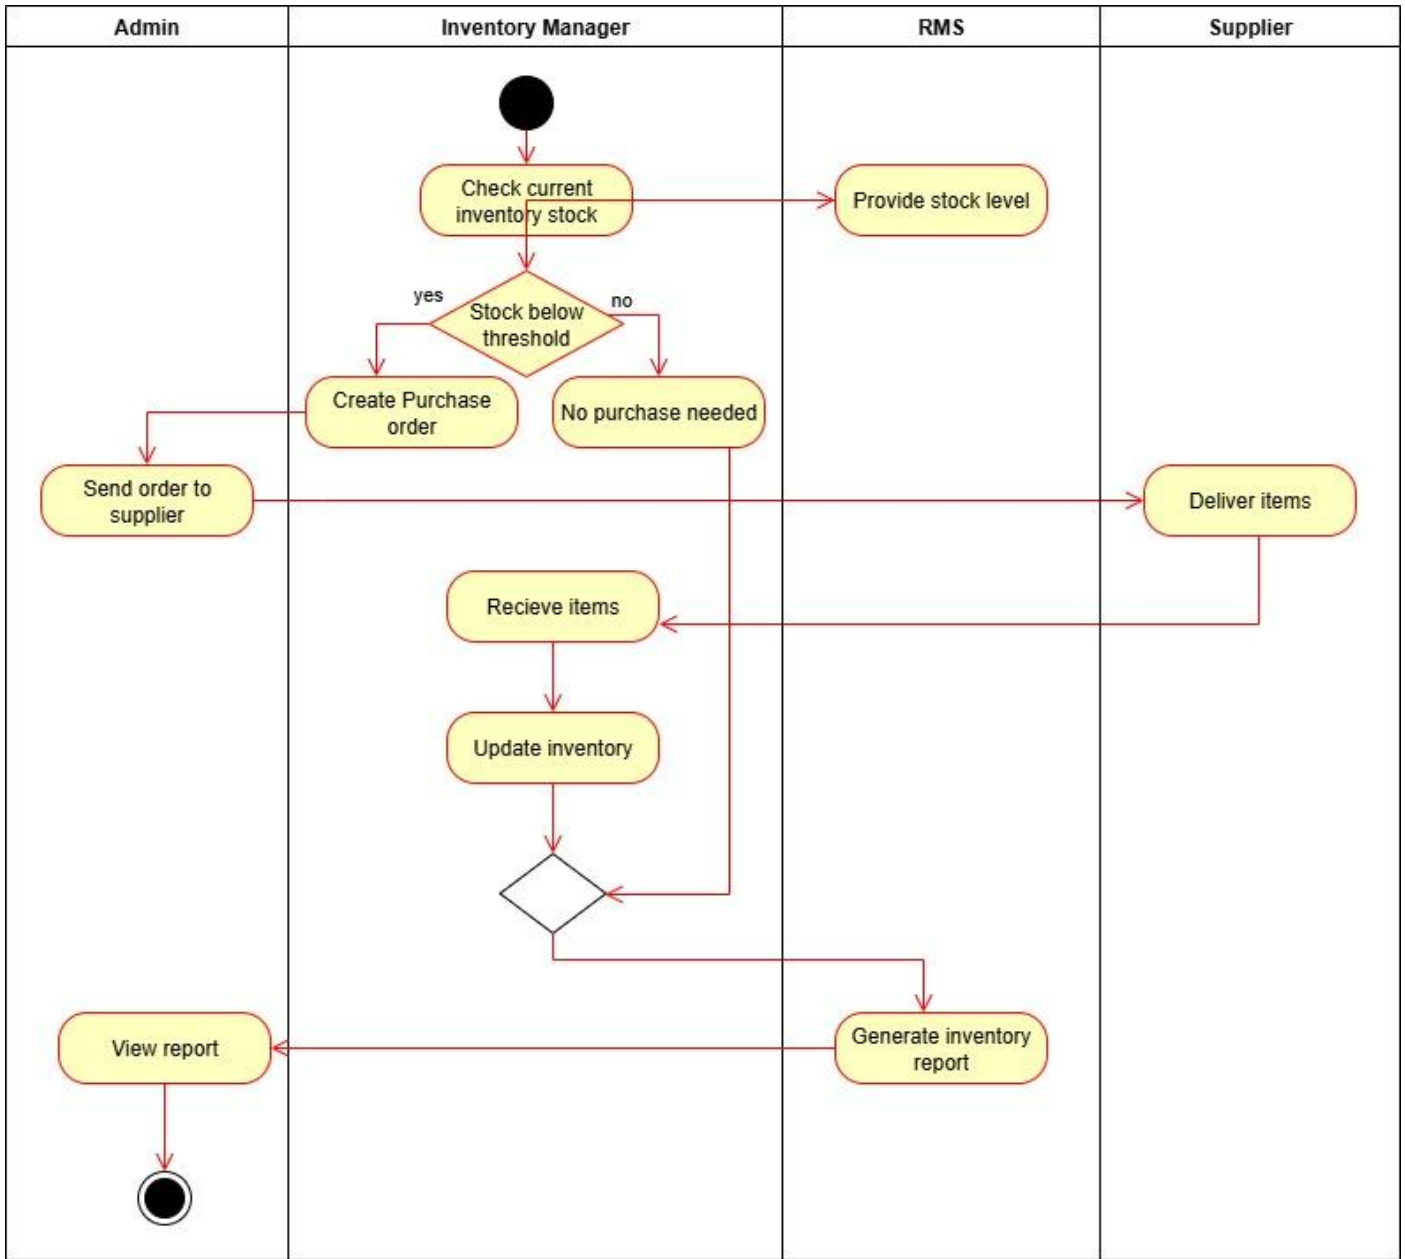 Admin
Inventory Manager
RMS
Supplier
Check current
inventory stock
Provide stock level
yes
no
Stock below
threshold
Create Purchase
order
No purchase needed
Send order to
supplier
Deliver items
Recieve items
Update inventory
View report
Generate inventory
report